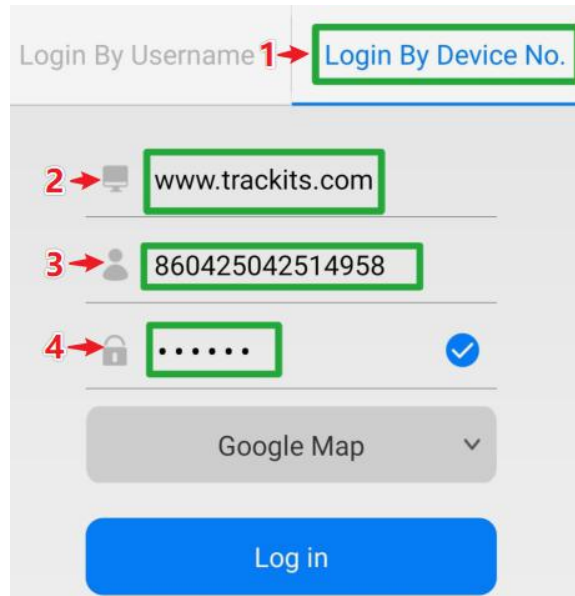 Login By Username 1 Login By Device No.
2 www.trackits.com
3 860425042514958
4 ••••••
Google Map
Log in